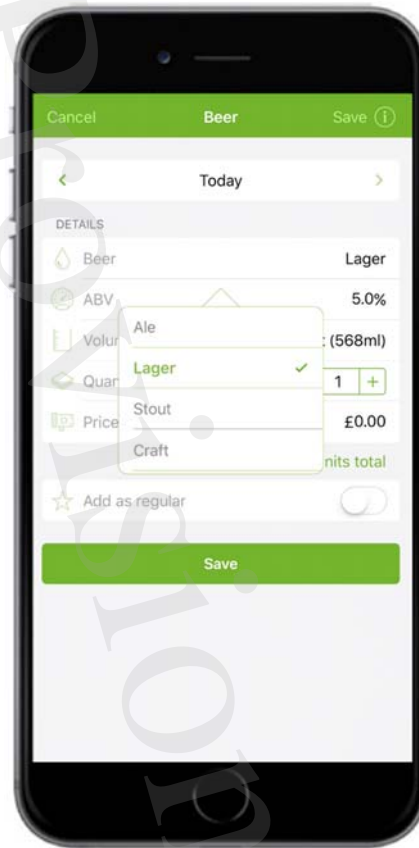 Cancel Beer Save
Today
DETAILS
Beer Lager
ABV 5.0%
Ale
(568ml)
Lager
1 +
Stout
Price £0.00
Craft
total
Add as regular
Save